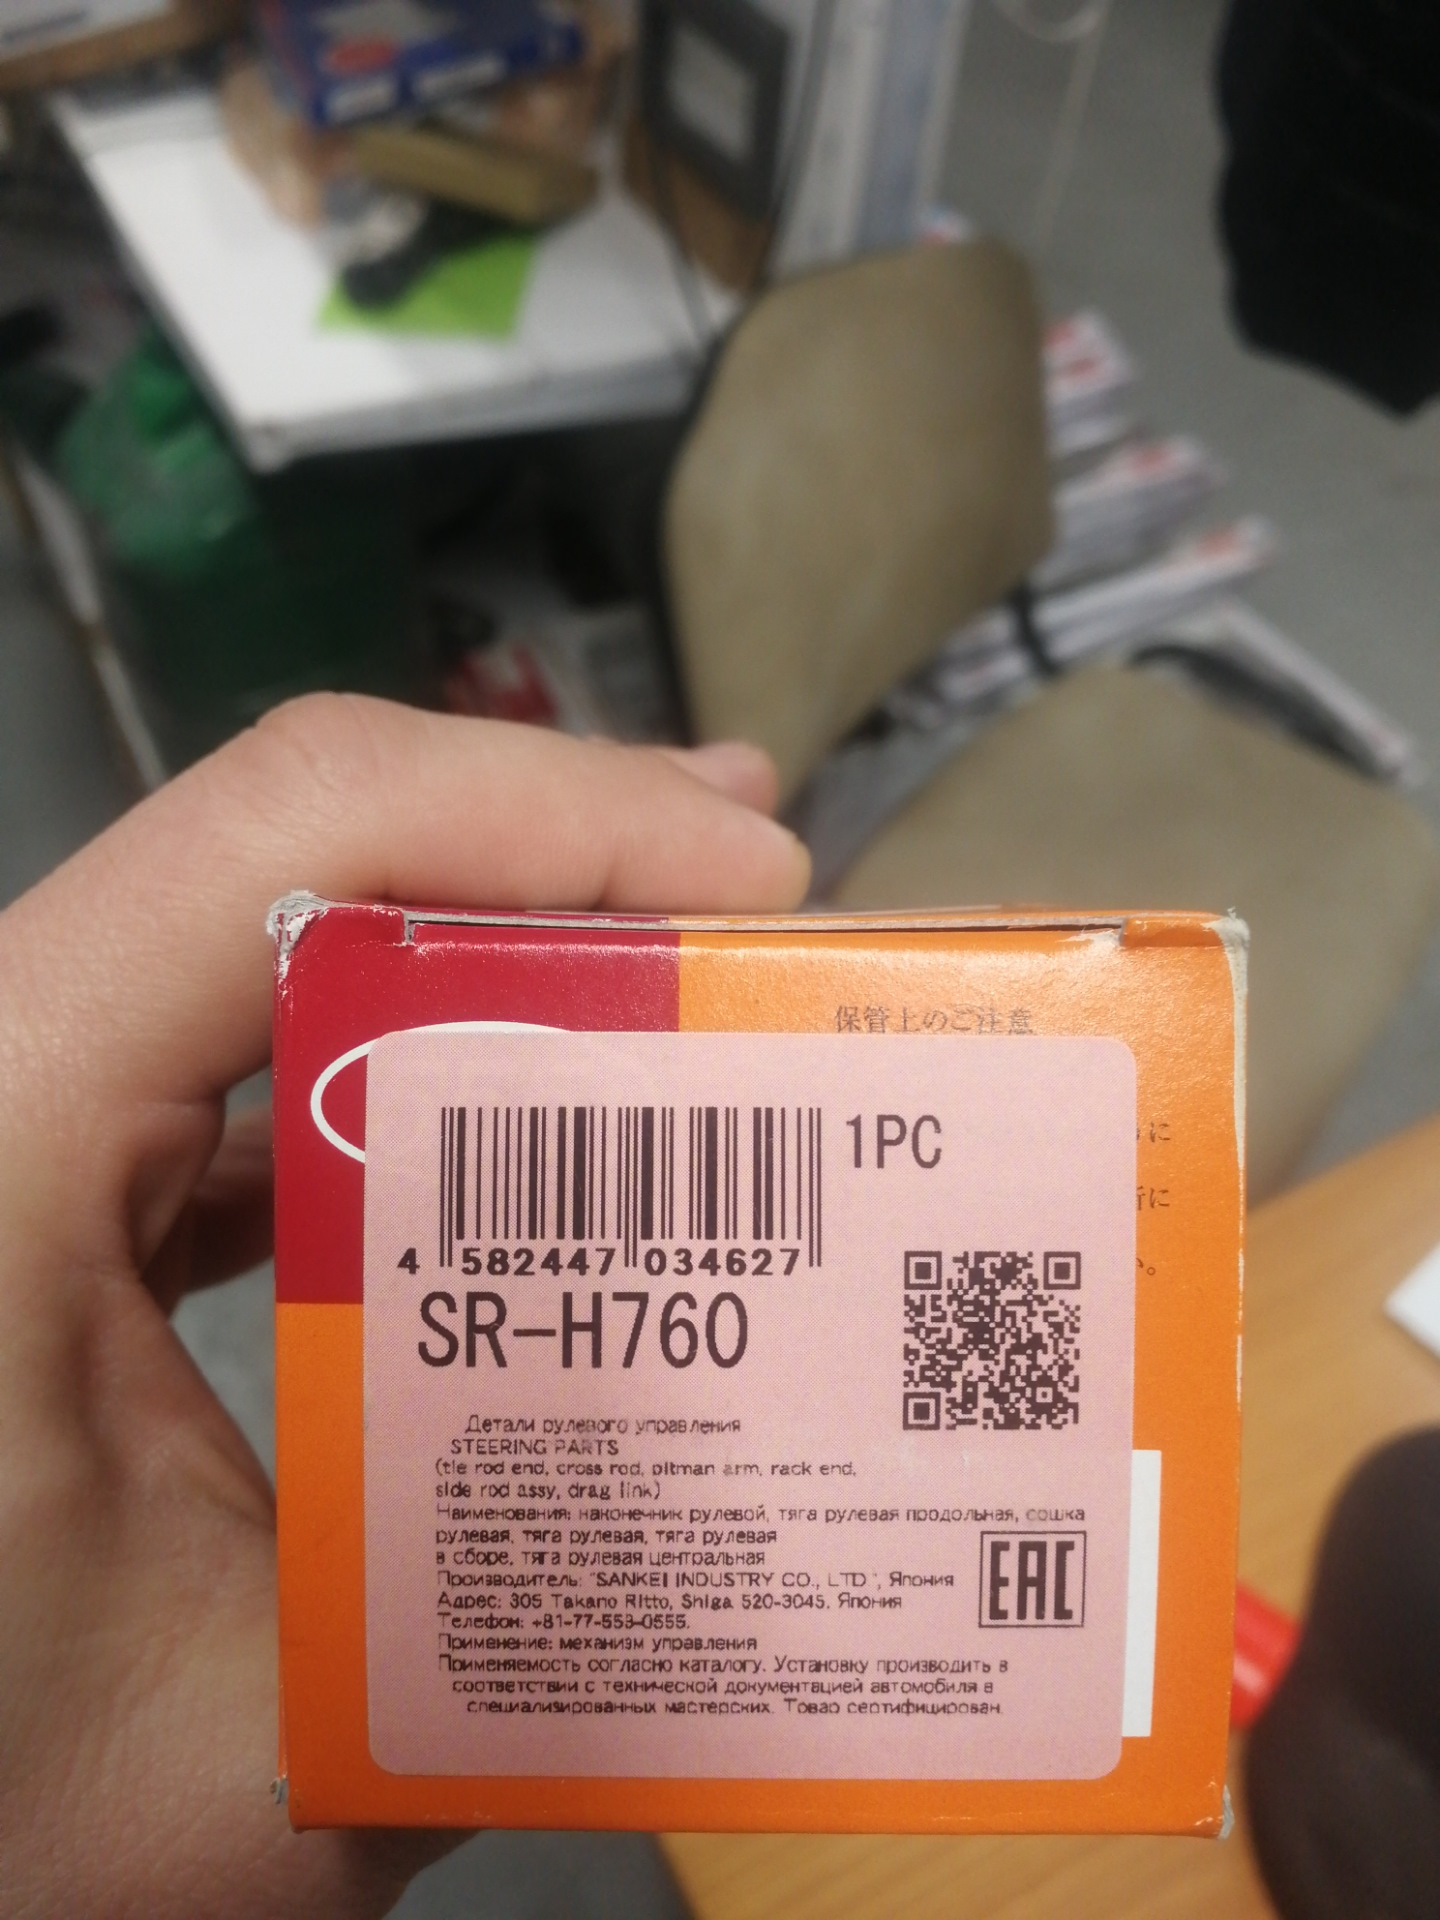 保管上のご注意
に
所に
い。
1PC
4 582447 034627
SR-H760
Детали рулевого управления
STEERING PARTS
(tie rod end, cross rod, pitman arm, rack end,
side rod assy, drag link)
Наименования: наконечник рулевой, тяга рулевая продольная, сошка
рулевая, тяга рулевая, тяга рулевая
в сборе, тяга рулевая центральная
Производитель: "SANKEI INDUSTRY CO., LTD.", Япония
Адрес: 305 Takano Ritto, Shiga 520-3045. Япония
Телефон: +81-77-553-0555.
EAC
Применение: механизм управления
Применяемость согласно каталогу. Установку производить в
соответствии с технической документацией автомобиля в
специализированных мастерских. Товар сертифицирован.